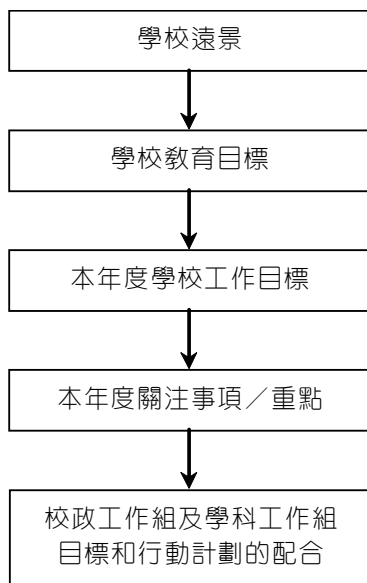 學校遠景
學校教育目標
本年度學校工作目標
本年度關注事項／重點
校政工作組及學科工作組
目標和行動計劃的配合